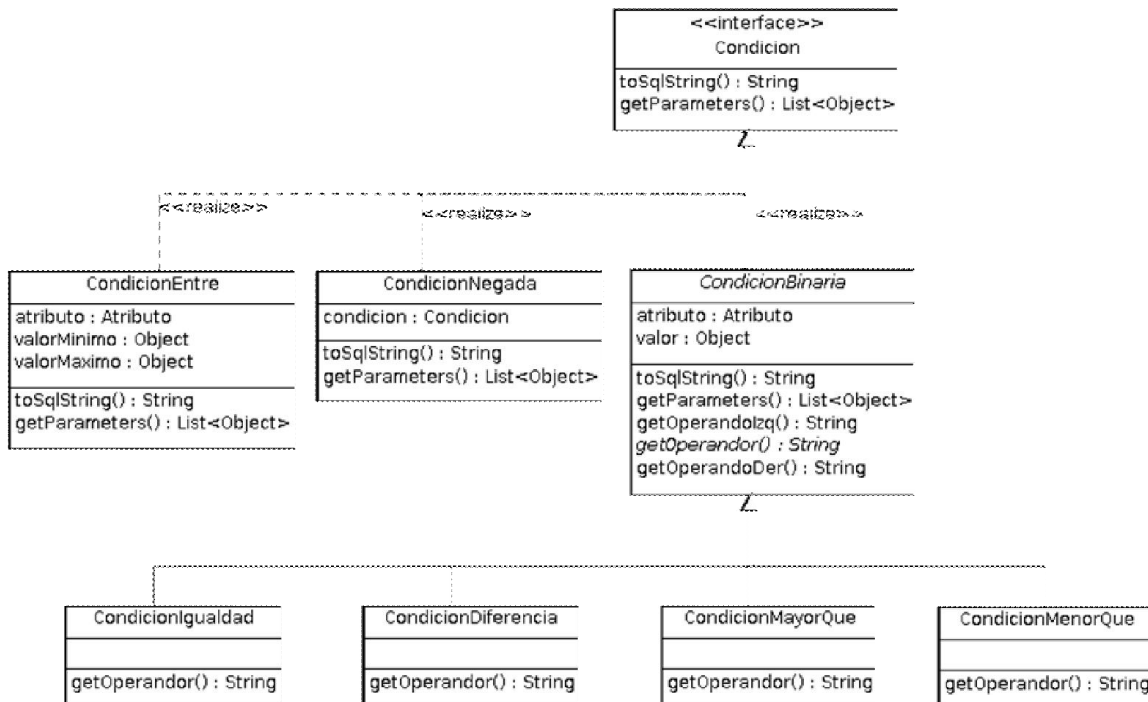 <<interface>>
Condicion
toSqlString() : String
getParameters() : List<Object>
<<realize>>
<<realize>>
<<realize>>
CondicionEntre
atributo : Atributo
valorMinimo : Object
valorMaximo : Object
toSqlString() : String
getParameters() : List<Object>
CondicionNegada
condicion : Condicion
toSqlString() : String
getParameters() : List<Object>
CondicionBinaria
atributo : Atributo
valor : Object
toSqlString() : String
getParameters() : List<Object>
getOperandoIzq() : String
getOperandor() : String
getOperandoDer() : String
CondicionIgualdad
getOperandor() : String
CondicionDiferencia
getOperandor() : String
CondicionMayorQue
getOperandor() : String
CondicionMenorQue
getOperandor() : String